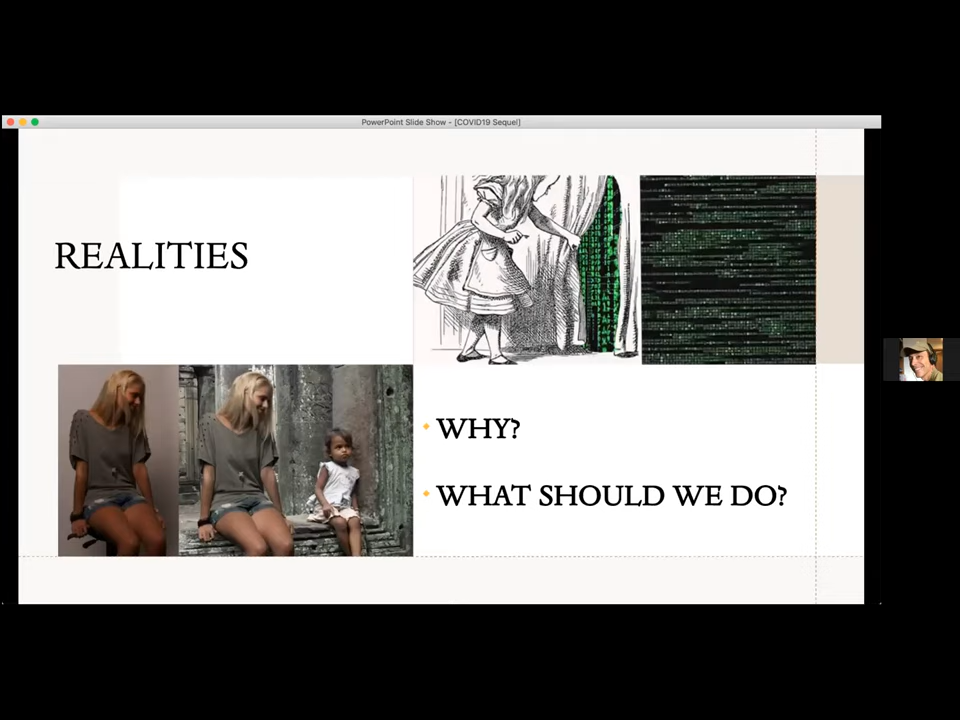 PowerPoint Slide Show - [COVID19 Sequel]
REALITIES
WHY?
WHAT SHOULD WE DO?